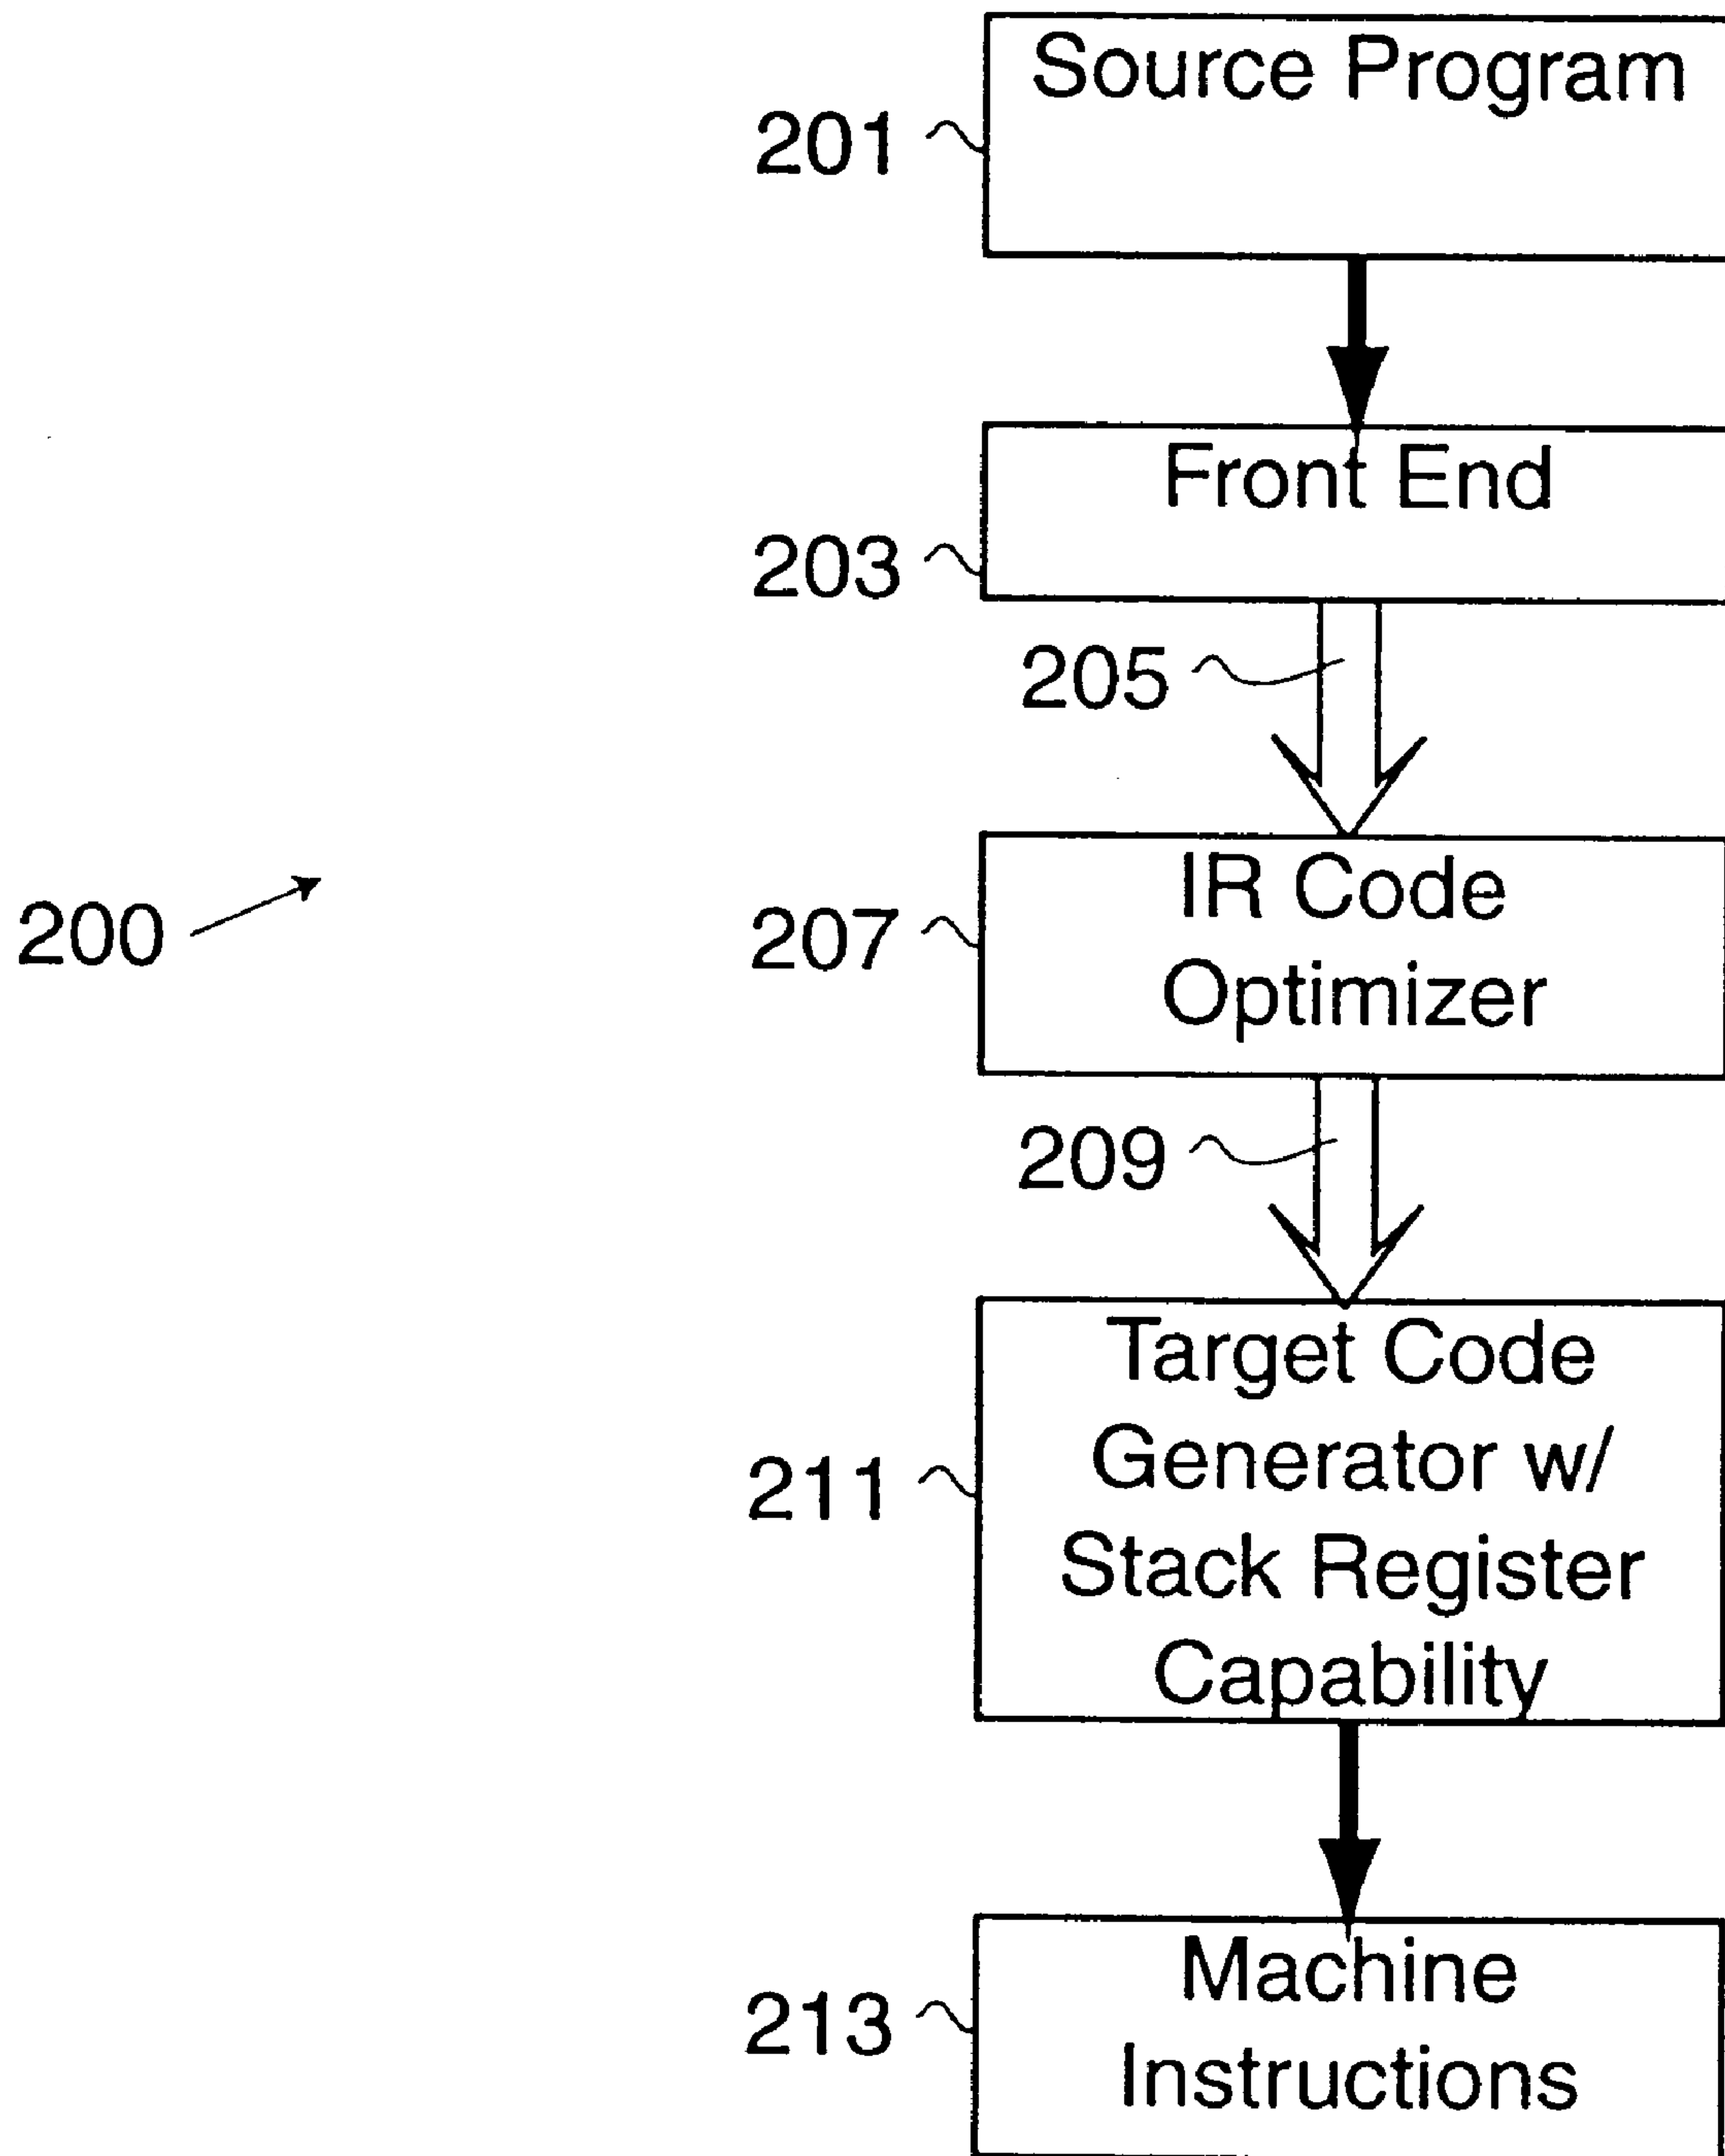 Source Program
201
Front End
203
205
IR Code
200
207
Optimizer
209
Target Code
Generator w/
211
Stack Register
Capability
Machine
213
Instructions